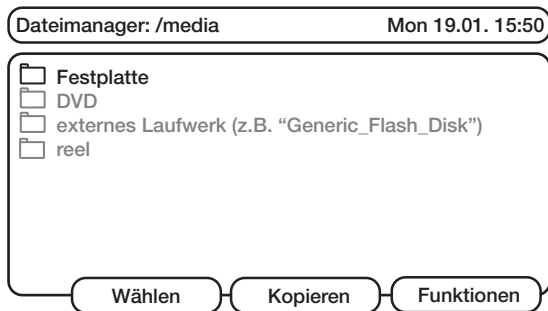 Dateimanager: /media Mon 19.01. 15:50
Festplatte
DVD
externes Laufwerk (z.B. “Generic_Flash_Disk”)
reel
Wählen Kopieren Funktionen